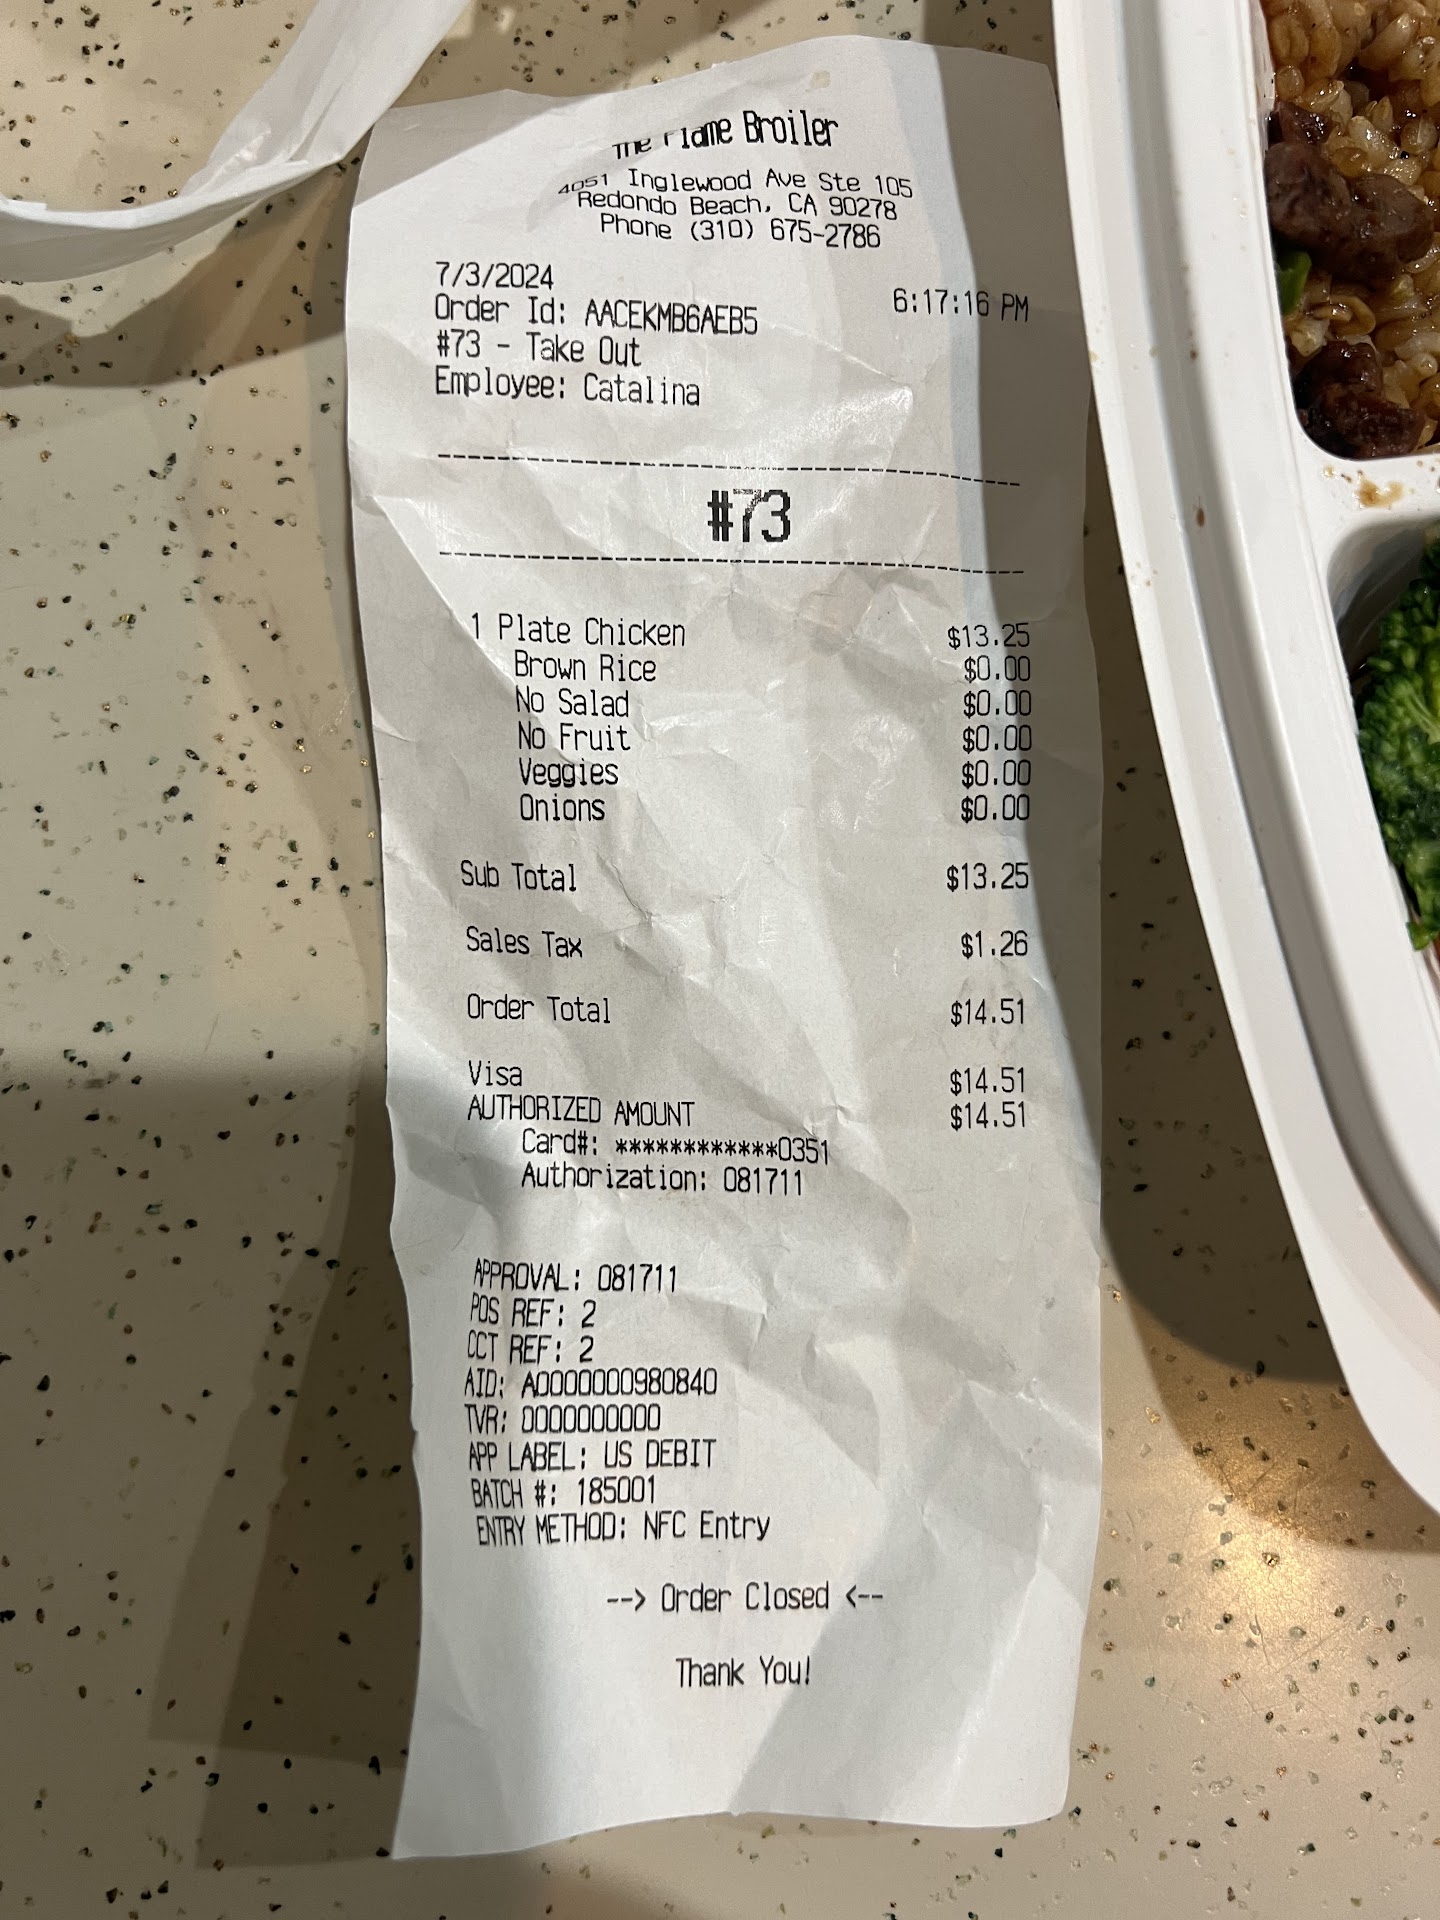 The Flame Broiler
4051 Inglewood Ave Ste 105
Redondo Beach, CA 90278
Phone (310) 675-2786
7/3/2024 6:17:16 PM
Order Id: AACEKMB6AEB5
#73 - Take Out
Employee: Catalina
#73
1 Plate Chicken $13.25
Brown Rice $0.00
No Salad $0.00
No Fruit $0.00
Veggies $0.00
Onions $0.00
Sub Total $13.25
Sales Tax $1.26
Order Total $14.51
Visa $14.51
AUTHORIZED AMOUNT $14.51
Card#: ************0351
Authorization: 081711
APPROVAL: 081711
POS REF: 2
CCT REF: 2
AID: A0000000980840
TVR: 0000000000
APP LABEL: US DEBIT
BATCH #: 185001
ENTRY METHOD: NFC Entry
--> Order Closed <--
Thank You!